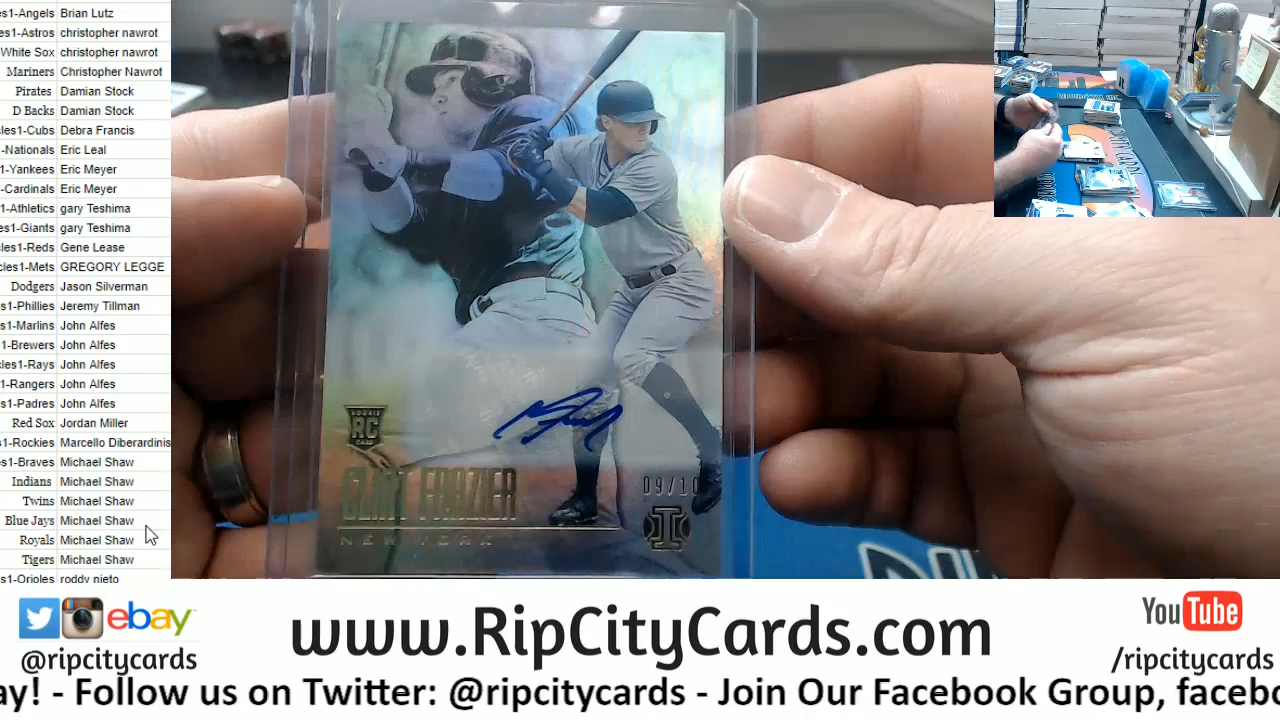 es1-Angels Brian Lutz
les1-Astros christopher nawrot
White Sox christopher nawrot
Mariners Christopher Nawrot
Pirates Damian Stock
D Backs Damian Stock
cles1-Cubs Debra Francis
-Nationals Eric Leal
1-Yankees Eric Meyer
-Cardinals Eric Meyer
1-Athletics gary Teshima
s1-Giants gary Teshima
cles1-Reds Gene Lease
icles1-Mets GREGORY LEGGE
Dodgers Jason Silverman
s1-Phillies Jeremy Tillman
s1-Marlins John Alfes
1-Brewers John Alfes
cles1-Rays John Alfes
1-Rangers John Alfes
s1-Padres John Alfes
Red Sox Jordan Miller
-Rockies Marcello Diberardinis
es1-Braves Michael Shaw
Indians Michael Shaw
Twins Michael Shaw
Blue Jays Michael Shaw
Royals Michael Shaw
Tigers Michael Shaw
s1-Orioles roddy nieto
ROOKIE
RC
CARD
CLINT FRAZIER
NEW YORK
09/10
ebay
@ripcitycards
www.RipCityCards.com
YouTube
/ripcitycards
ay! - Follow us on Twitter: @ripcitycards - Join Our Facebook Group, facebo